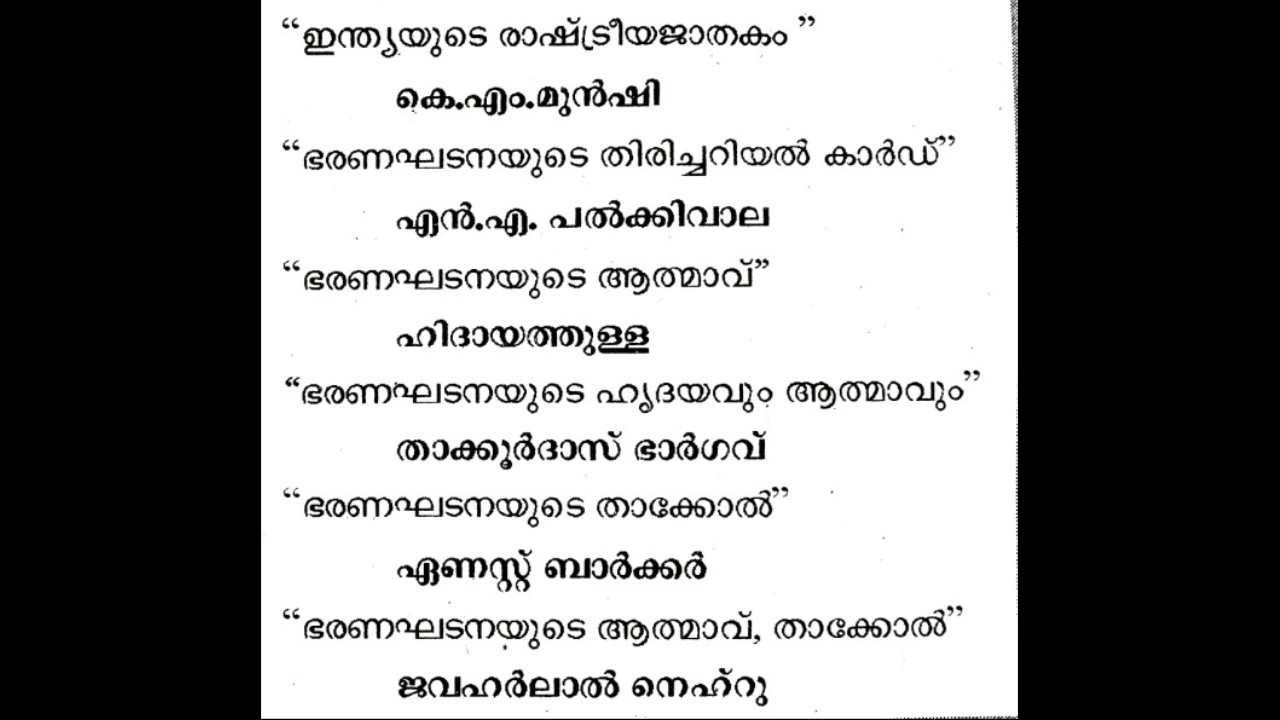 “ഇന്ത്യയുടെ രാഷ്ട്രീയജാതകം ”
കെ.എം.മുൻഷി
“ഭരണഘടനയുടെ തിരിച്ചറിയൽ കാർഡ്”
എൻ.എ. പൽക്കിവാല
“ഭരണഘടനയുടെ ആത്മാവ്”
ഹിദായത്തുള്ള
“ഭരണഘടനയുടെ ഹൃദയവും ആത്മാവും”
താക്കൂർദാസ് ഭാർഗവ്
“ഭരണഘടനയുടെ താക്കോൽ”
ഏണസ്റ്റ് ബാർക്കർ
“ഭരണഘടനയുടെ ആത്മാവ്, താക്കോൽ”
ജവഹർലാൽ നെഹ്റു